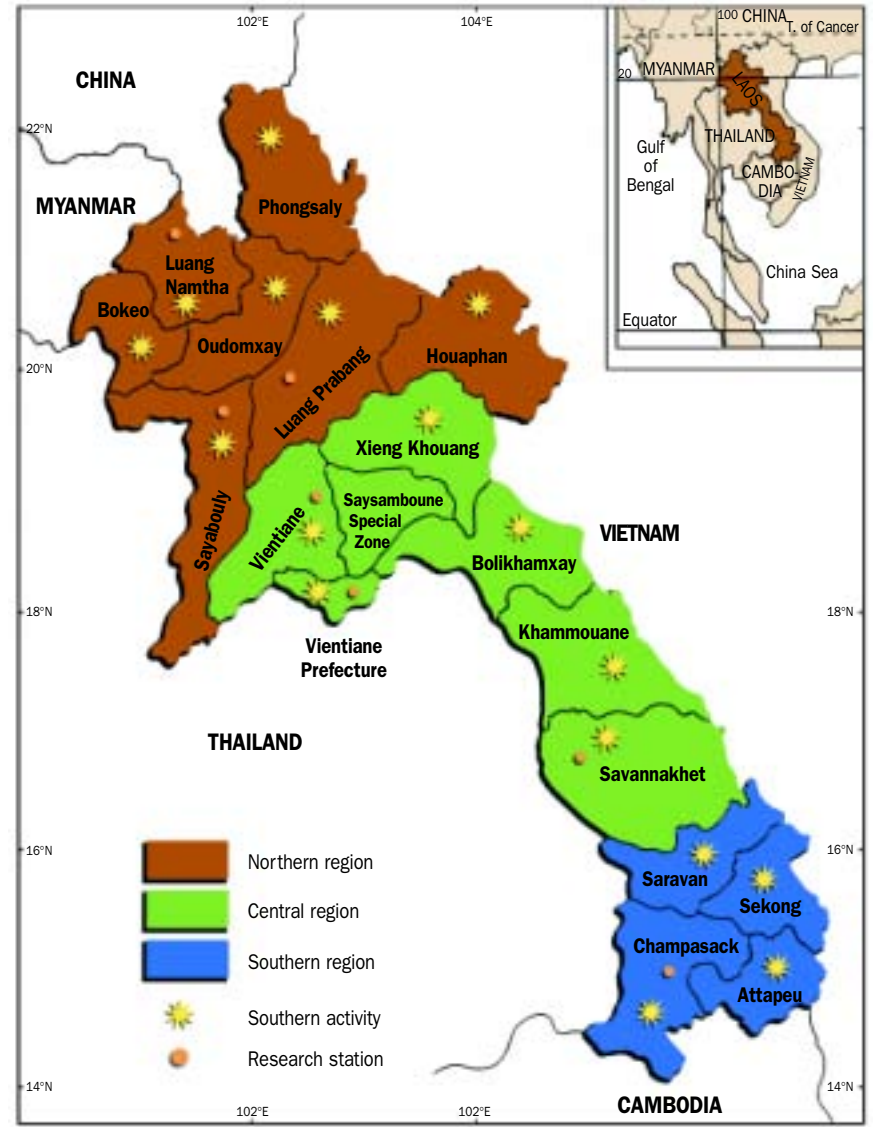 102°E
104°E
CHINA
22°N
MYANMAR
Phongsaly
Luang
Namtha
Bokeo
Oudomxay
20°N
Luang Prabang
Houaphan
Xieng Khouang
Sayabouly
Vientiane
Saysamboune
Special
Zone
VIETNAM
Bolikhamxay
18°N
18°N
Khammouane
Vientiane
Prefecture
THAILAND
Savannakhet
16°N
16°N
Saravan
Sekong
Champasack
Attapeu
14°N
14°N
CAMBODIA
102°E
102°E
Northern region
Central region
Southern region
Southern activity
Research station
100
CHINA
T. of Cancer
20
MYANMAR
LAOS
THAILAND
Gulf
of
Bengal
CAMBO-
DIA
VIETNAM
China Sea
Equator